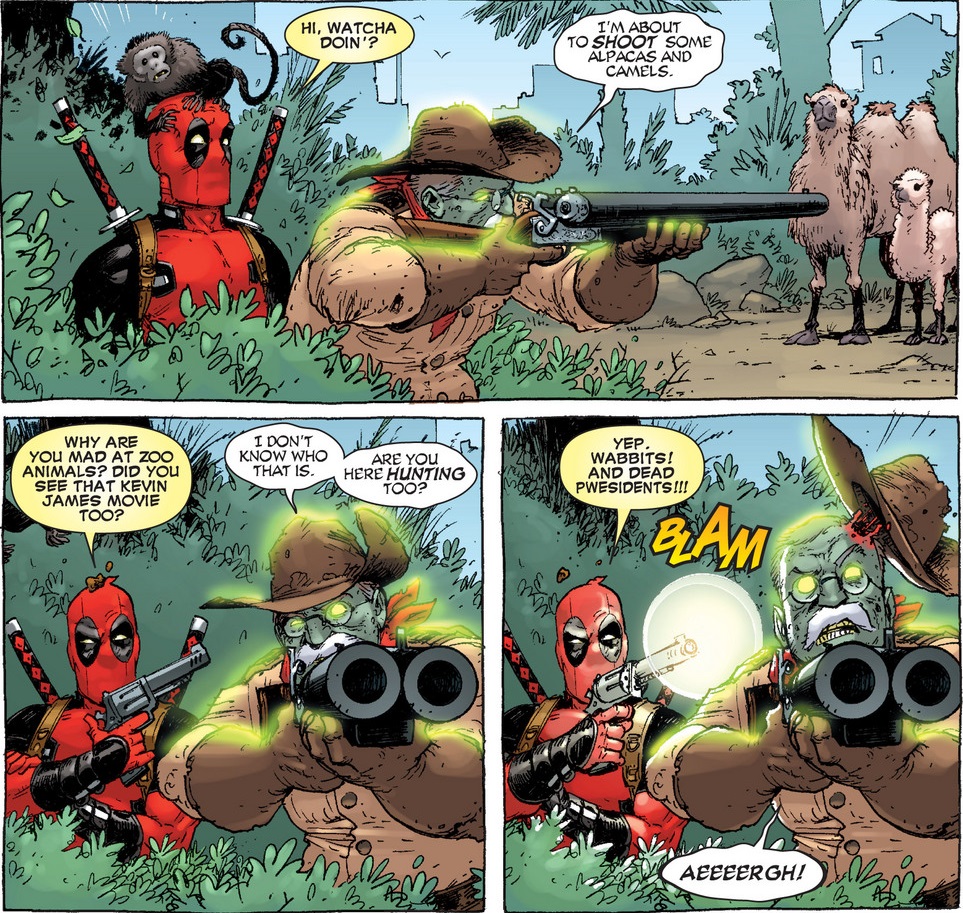 HI, WATCHA
DOIN'?
I'M ABOUT
TO SHOOT SOME
ALPACAS AND
CAMELS.
WHY ARE
YOU MAD AT ZOO
ANIMALS? DID YOU
SEE THAT KEVIN
JAMES MOVIE
TOO?
I DON'T
KNOW WHO
THAT IS.
ARE YOU
HERE HUNTING
TOO?
YEP.
WABBITS!
AND DEAD
PWESIDENTS!!!
BLAM
AEEEERGH!